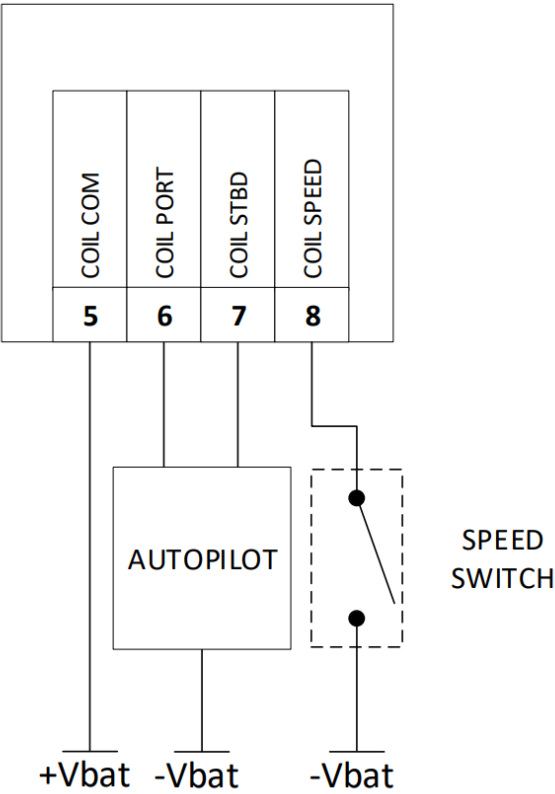 COIL COM
COIL PORT
COIL STBD
COIL SPEED
5
6
7
8
AUTOPILOT
SPEED
SWITCH
+Vbat
-Vbat
-Vbat